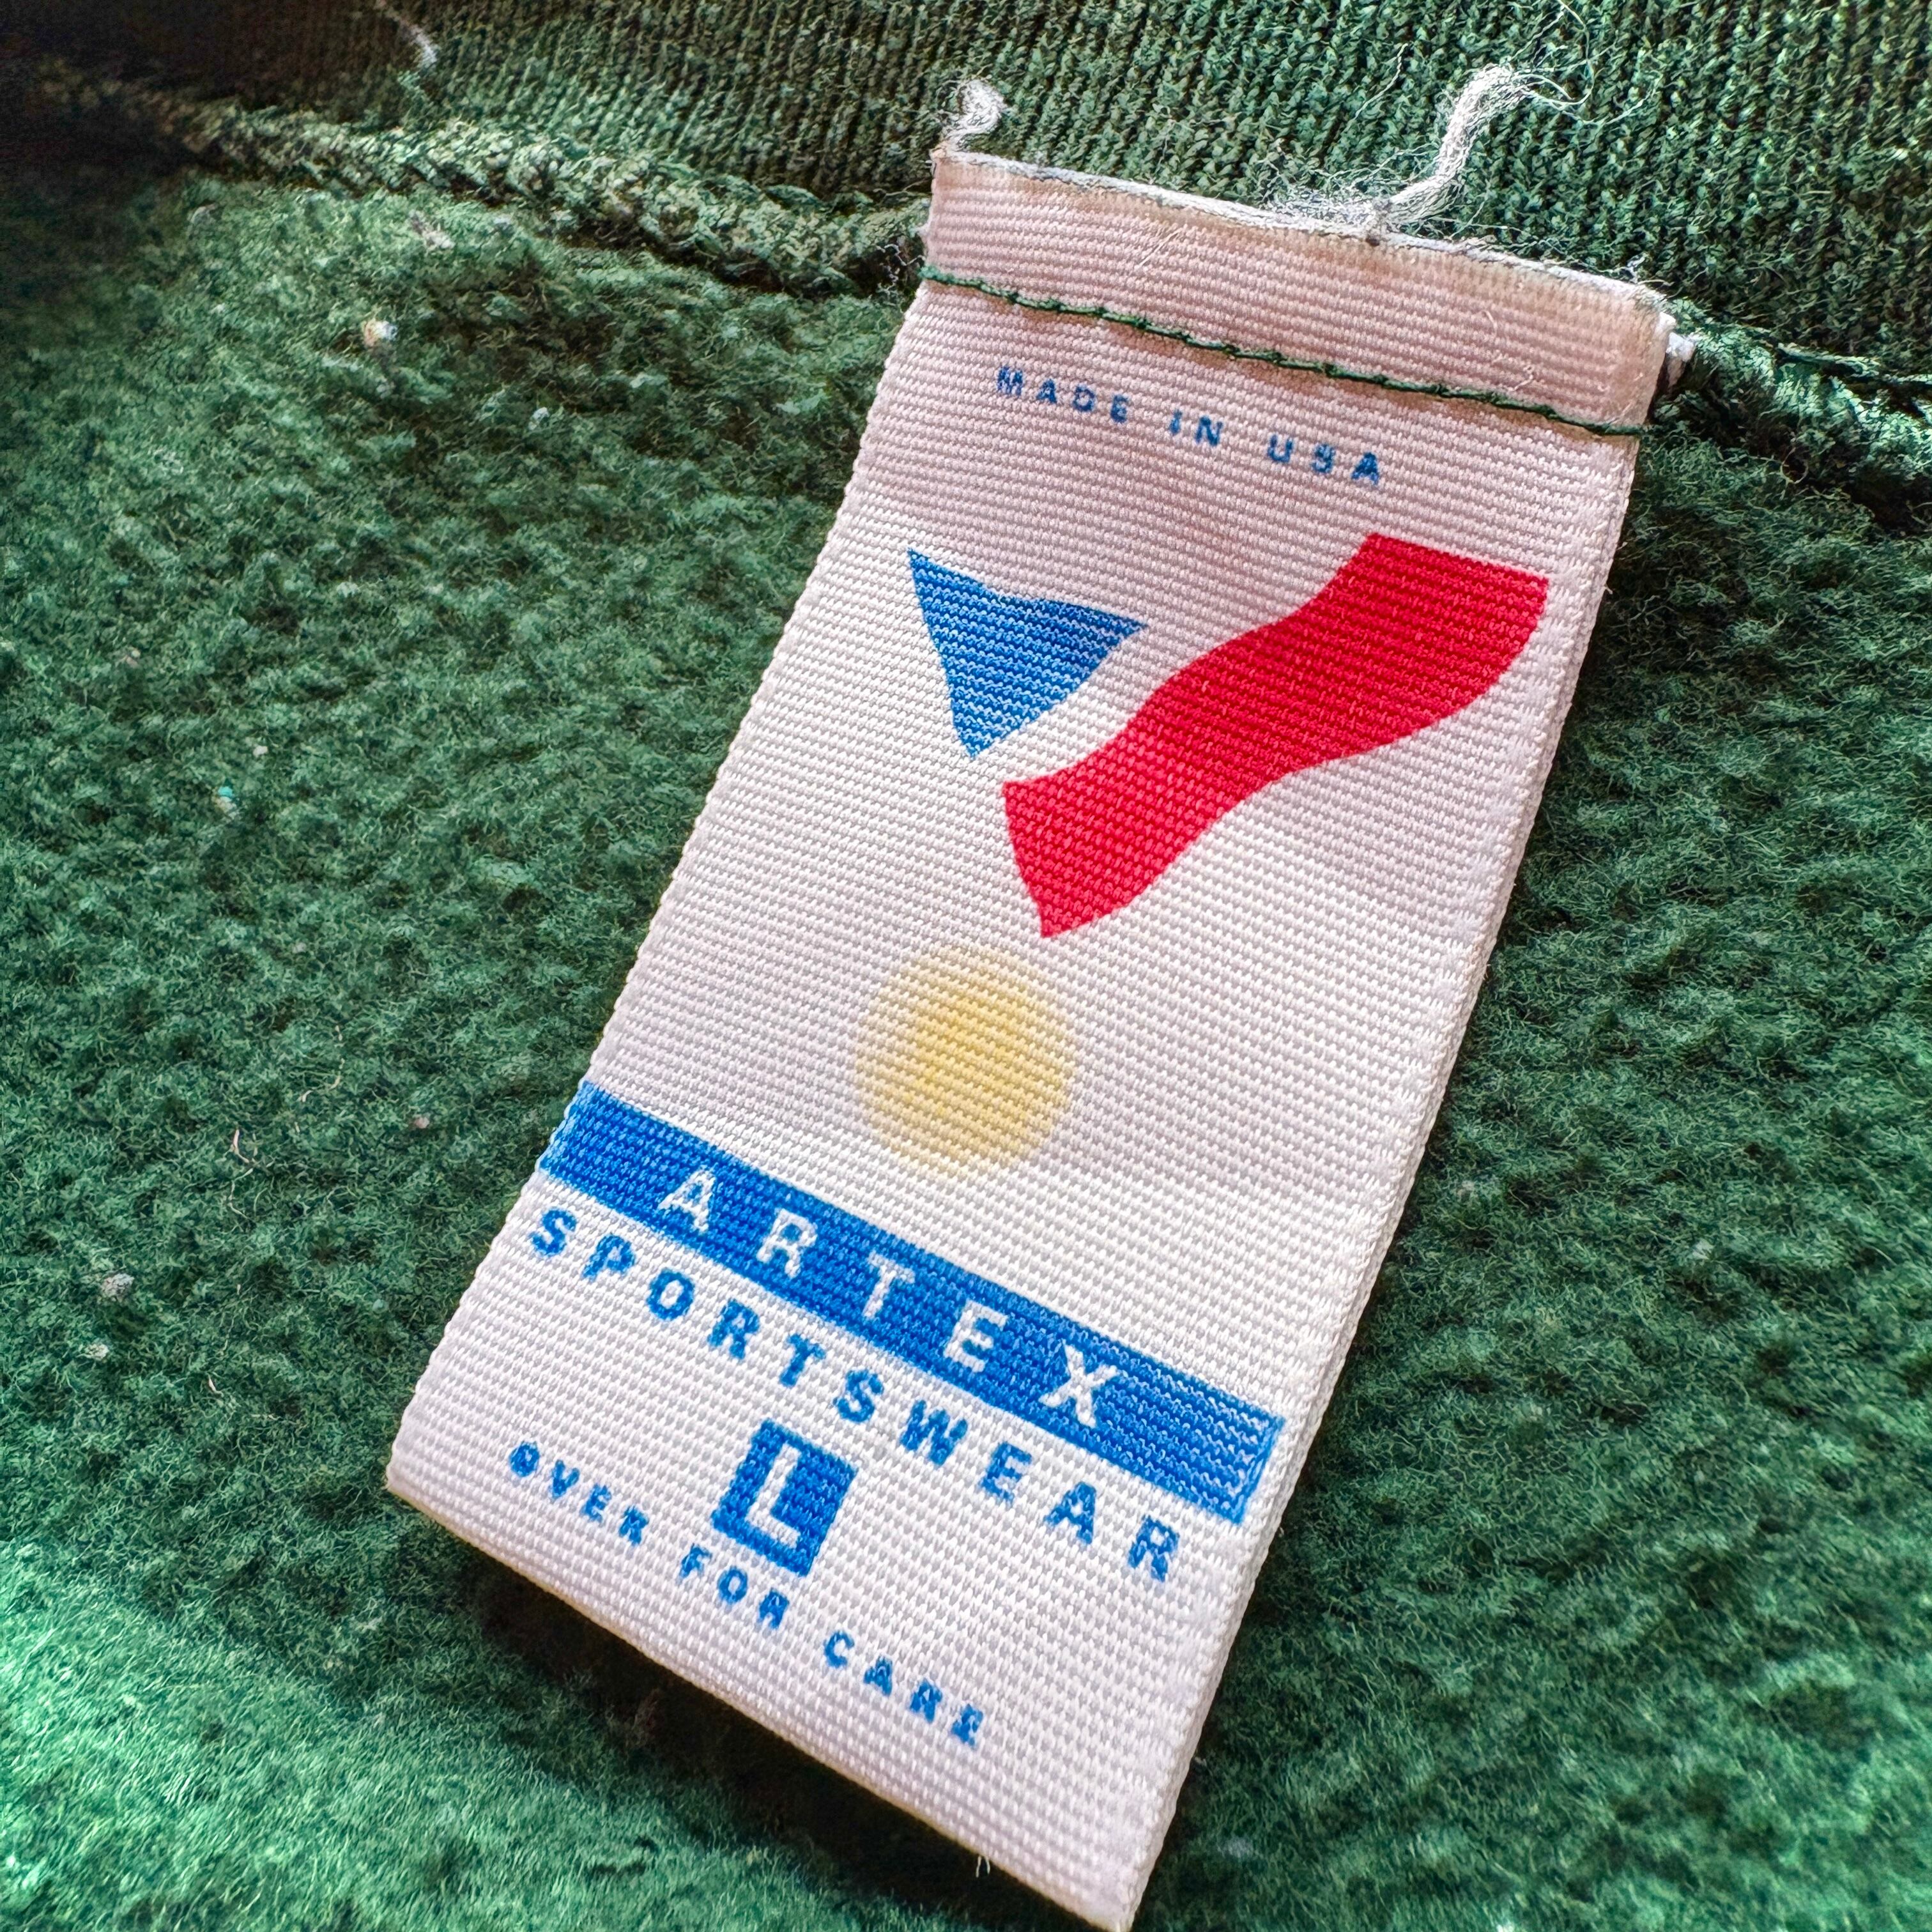 MADE IN USA
ARTEX
SPORTSWEAR
L
OVER FOR CARE